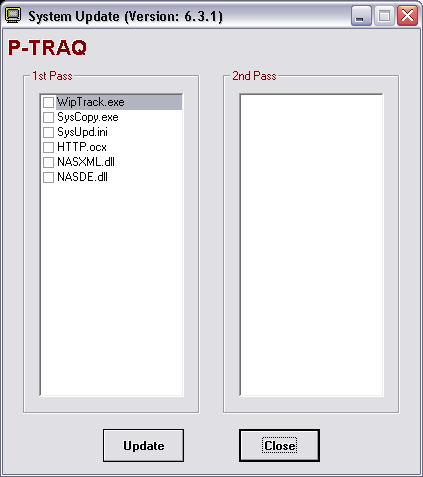 System Update (Version: 6.3.1)
P-TRAQ
1st Pass
WipTrack.exe
SysCopy.exe
SysUpd.ini
HTTP.ocx
NASXML.dll
NASDE.dll
2nd Pass
Update
Close